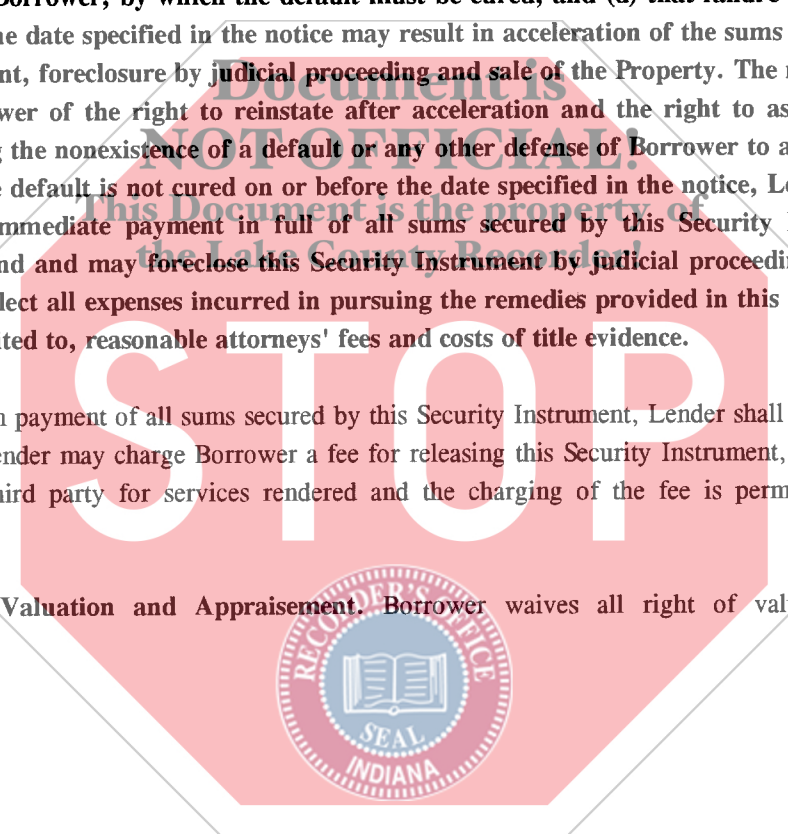 Borrower, by which the default must be cured; and (d) that failure
ne date specified in the notice may result in acceleration of the sums
nt, foreclosure by judicial proceeding and sale of the Property. The
Document is
wer of the right to reinstate after acceleration and the right to as
NOT OFFICIAL!
g the nonexistence of a default or any other defense of Borrower to a
e default is not cured on or before the date specified in the notice, L
This Document is the property of
mmediate payment in full of all sums secured by this Security
the Lake County Recorder!
nd and may foreclose this Security Instrument by judicial proceedin
lect all expenses incurred in pursuing the remedies provided in this
ted to, reasonable attorneys' fees and costs of title evidence.
STOP
n payment of all sums secured by this Security Instrument, Lender shall
ender may charge Borrower a fee for releasing this Security Instrument,
hird party for services rendered and the charging of the fee is perm
Valuation and Appraisement. Borrower waives all right of valu
RECORDER'S OFFICE
SEAL
INDIANA